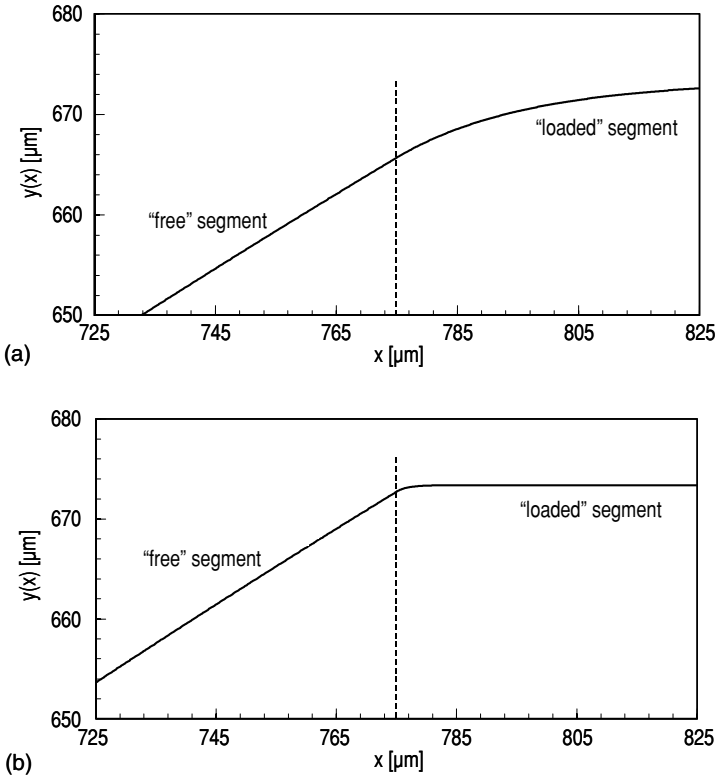 680
670
660
650
y(x) [µm]
"loaded" segment
"free" segment
725 745 765 785 805 825
(a)
x [µm]
680
670
660
650
y(x) [µm]
"loaded" segment
"free" segment
725 745 765 785 805 825
(b)
x [µm]